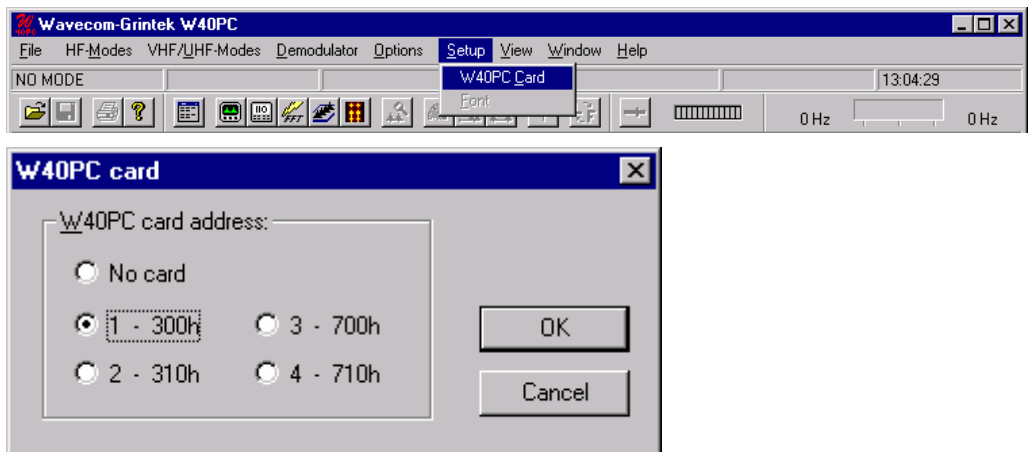 Wavecom-Grintek W40PC
File HF-Modes VHF/UHF-Modes Demodulator Options Setup View Window Help
W40PC Card
NO MODE 13:04:29
Font
0 Hz 0 Hz
W40PC card
W40PC card address:
No card
1 - 300h 3 - 700h OK
2 - 310h 4 - 710h Cancel